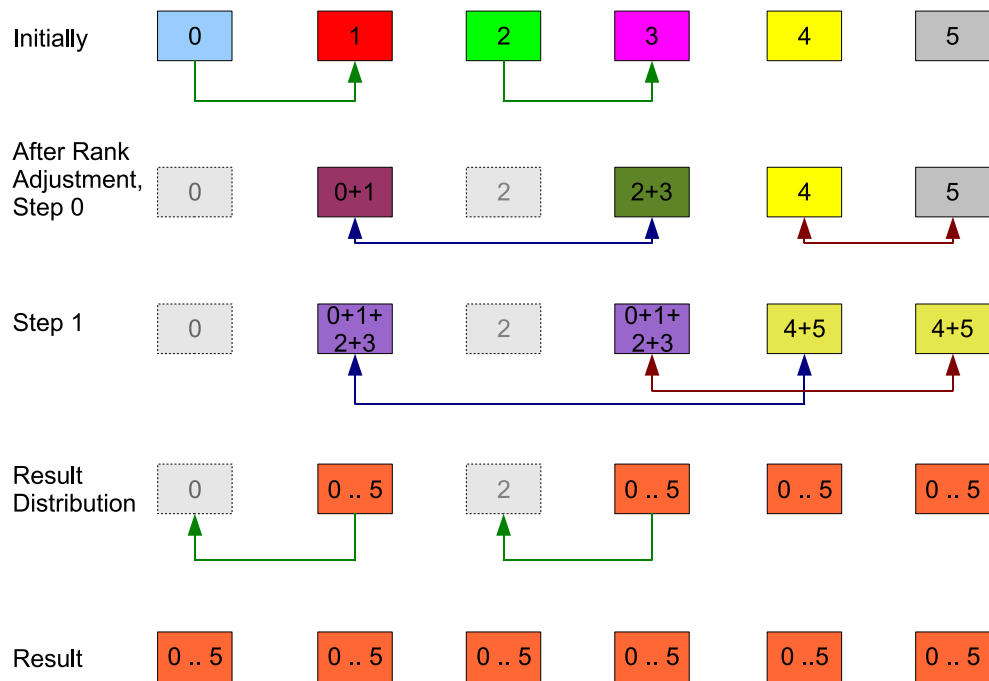 Initially 0 1 2 3 4 5
After Rank
Adjustment,
Step 0
0 0+1 2 2+3 4 5
Step 1
0
0+1+
2+3
2
0+1+
2+3
4+5 4+5
Result
Distribution
0 0 .. 5 2 0 .. 5 0 .. 5 0 .. 5
Result 0 .. 5 0 .. 5 0 .. 5 0 .. 5 0 ..5 0 .. 5